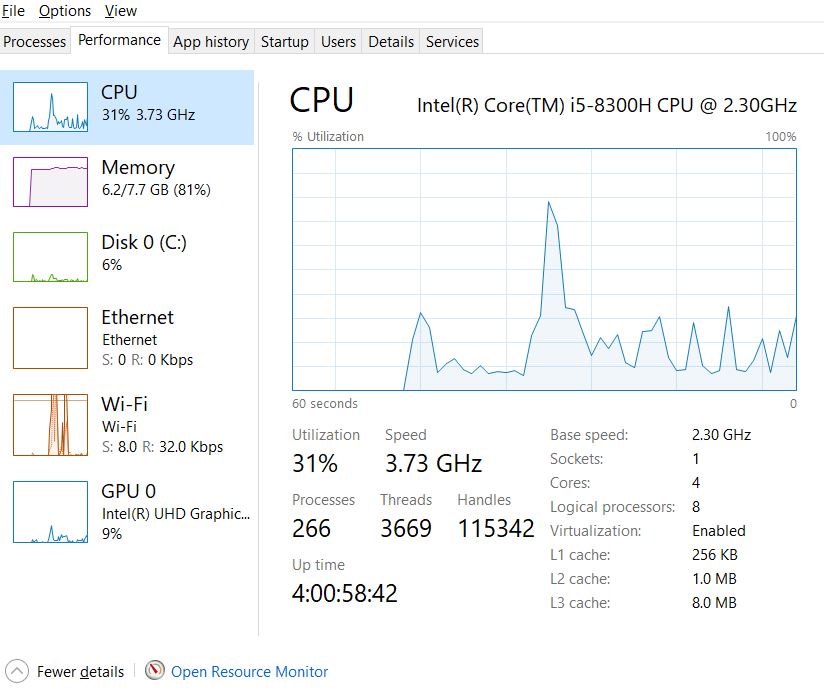 File Options View
Processes Performance App history Startup Users Details Services
CPU
31% 3.73 GHz
Memory
6.2/7.7 GB (81%)
Disk 0 (C:)
6%
Ethernet
Ethernet
S: 0 R: 0 Kbps
Wi-Fi
Wi-Fi
S: 8.0 R: 32.0 Kbps
GPU 0
Intel(R) UHD Graphic...
9%
CPU Intel(R) Core(TM) i5-8300H CPU @ 2.30GHz
% Utilization 100%
60 seconds 0
Utilization Speed
31% 3.73 GHz
Processes Threads Handles
266 3669 115342
Up time
4:00:58:42
Base speed: 2.30 GHz
Sockets: 1
Cores: 4
Logical processors: 8
Virtualization: Enabled
L1 cache: 256 KB
L2 cache: 1.0 MB
L3 cache: 8.0 MB
Fewer details Open Resource Monitor